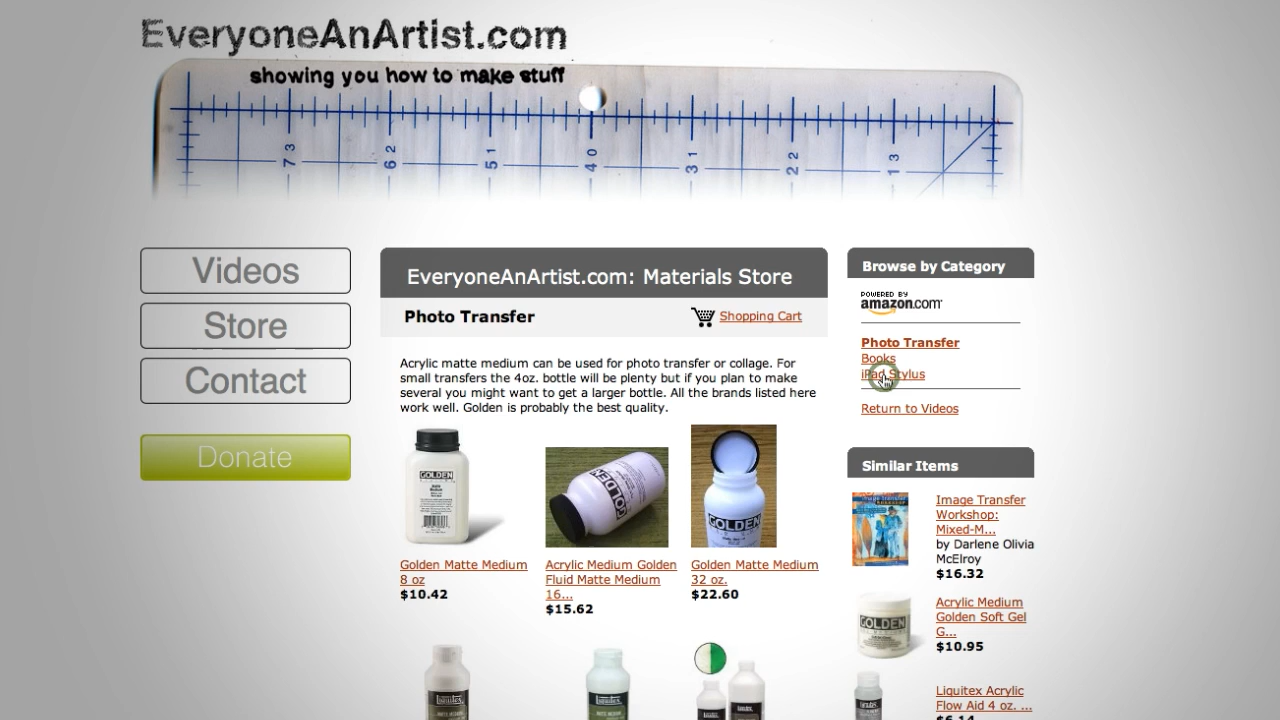 EveryoneAnArtist.com
showing you how to make stuff
7 3
6 2
5 1
4 0
3 1
2 2
1 3
Videos
Store
Contact
Donate
EveryoneAnArtist.com: Materials Store
Photo Transfer
Shopping Cart
Acrylic matte medium can be used for photo transfer or collage. For
small transfers the 4oz. bottle will be plenty but if you plan to make
several you might want to get a larger bottle. All the brands listed here
work well. Golden is probably the best quality.
GOLDEN
GOLDEN
GOLDEN
Golden Matte Medium
8 oz
$10.42
Acrylic Medium Golden
Fluid Matte Medium
16...
$15.62
Golden Matte Medium
32 oz.
$22.60
Browse by Category
POWERED BY
amazon.com
Photo Transfer
Books
iPad Stylus
Return to Videos
Similar Items
Image Transfer
Workshop:
Mixed-M...
by Darlene Olivia
McElroy
$16.32
GOLDEN
Acrylic Medium
Golden Soft Gel
G...
$10.95
Liquitex Acrylic
Flow Aid 4 oz. ...
$6.14